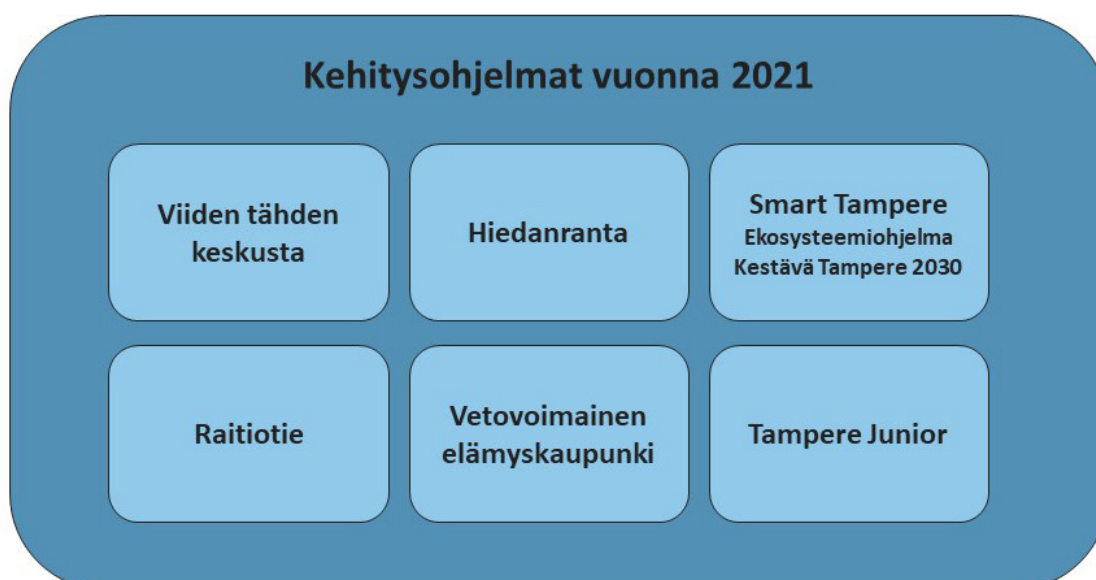 Kehitysohjelmat vuonna 2021
Viiden tähden
keskusta
Hiedanranta
Smart Tampere
Ekosysteemiohjelma
Kestävä Tampere 2030
Raitiotie
Vetovoimainen
elämyskaupunki
Tampere Junior